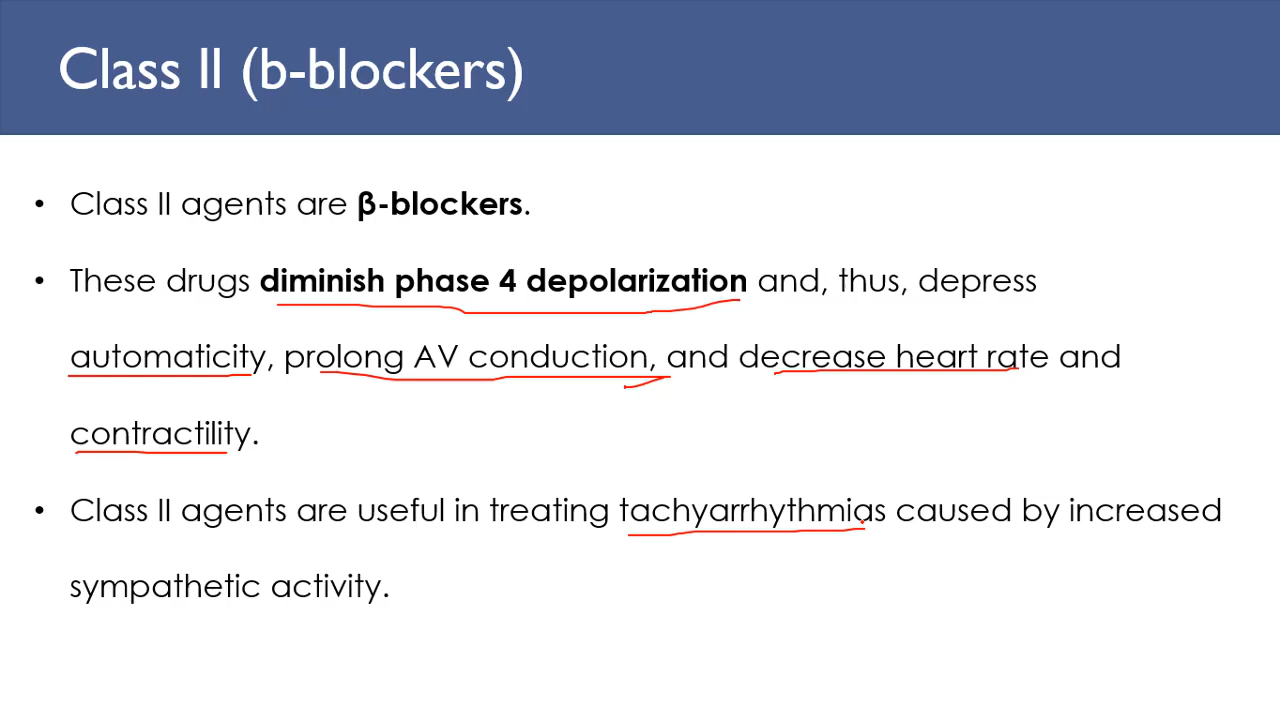 Class II (b-blockers)
• Class II agents are β-blockers.
• These drugs diminish phase 4 depolarization and, thus, depress
automaticity, prolong AV conduction, and decrease heart rate and
contractility.
• Class II agents are useful in treating tachyarrhythmias caused by increased
sympathetic activity.